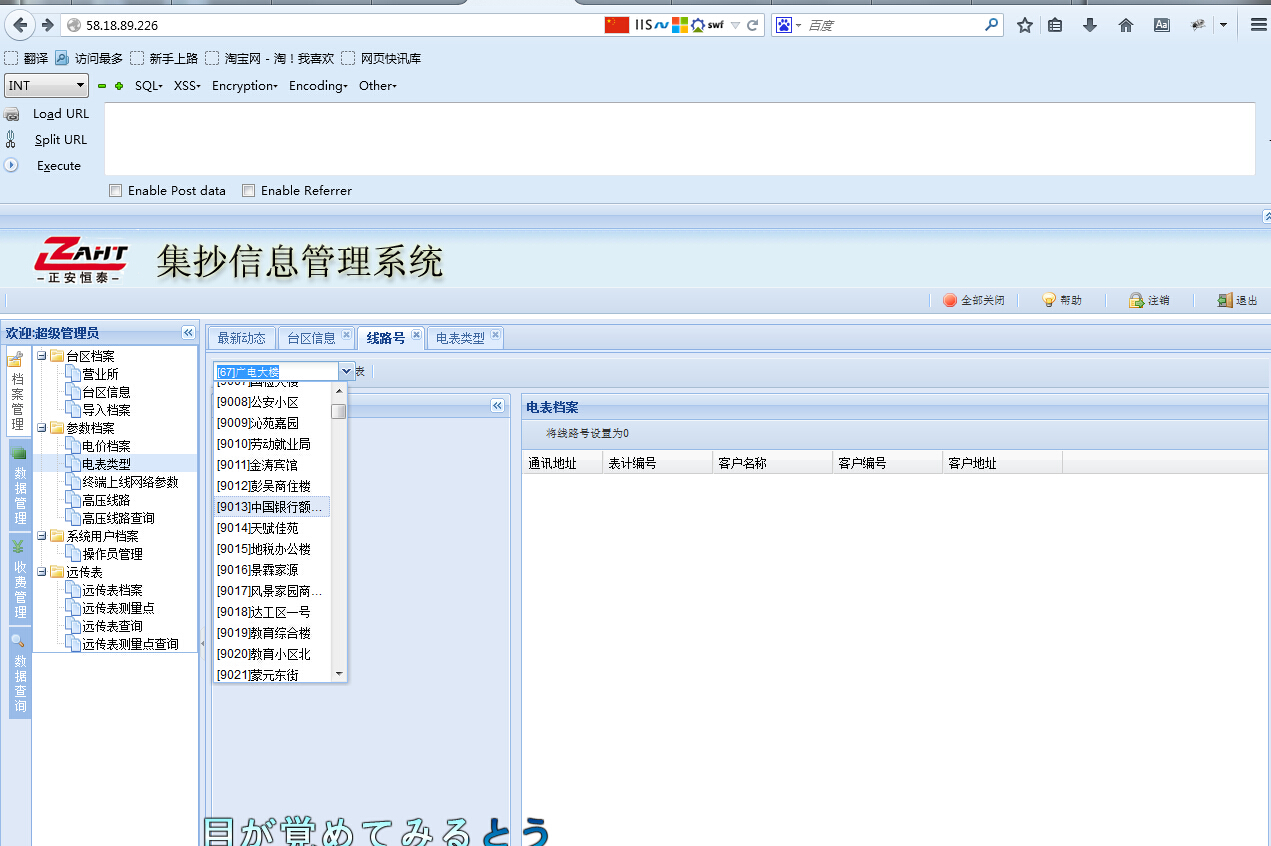 58.18.89.226
IIS
swf
百度
翻译 访问最多 新手上路 淘宝网 - 淘！我喜欢 网页快讯库
INT SQL XSS Encryption Encoding Other
Load URL
Split URL
Execute
Enable Post data Enable Referrer
ZAHT
正安恒泰
集抄信息管理系统
全部关闭 帮助 注销 退出
欢迎:超级管理员
档案管理
数据管理
收费管理
数据查询
台区档案
营业所
台区信息
导入档案
参数档案
电价档案
电表类型
终端上线网络参数
高压线路
高压线路查询
系统用户档案
操作员管理
远传表
远传表档案
远传表测量点
远传表查询
远传表测量点查询
最新动态 台区信息 线路号 电表类型
[67]广电大楼 表
[9007]国检大楼
[9008]公安小区
[9009]沁苑嘉园
[9010]劳动就业局
[9011]金涛宾馆
[9012]彭吴商住楼
[9013]中国银行额...
[9014]天赋佳苑
[9015]地税办公楼
[9016]景霖家源
[9017]风景家园商...
[9018]达工区一号
[9019]教育综合楼
[9020]教育小区北
[9021]蒙元东街
电表档案
将线路号设置为0
通讯地址 表计编号 客户名称 客户编号 客户地址
目が覚めてみるとう